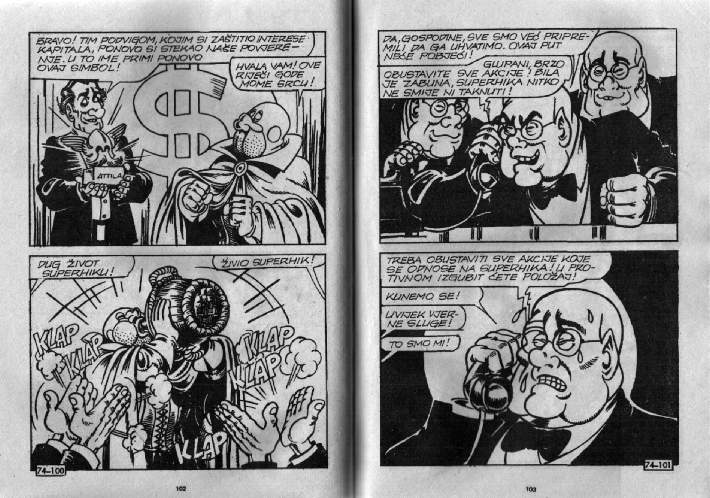 BRAVO! TIM PODVIGOM, KOJIM SI ZAŠTITIO INTERESE
KAPITALA, PONOVO SI STEKAO NAŠE POVJERE-
NJE. U TO IME PRIMI PONOVO
OVAJ SIMBOL!
HVALA VAM! OVE
RIJEČI GODE
MOME SRCU!
ATTILA
DUG ŽIVOT
SUPERHIKU!
ŽIVIO SUPERHIK!
KLAP
KLAP
KLAP
KLAP
KLAP
74-100
102
DA, GOSPODINE, SVE SMO VEĆ PRIPRE-
MILI DA GA UHVATIMO. OVAJ PUT
NEĆE POBJEĆI!
GLUPANI, BRZO
OBUSTAVITE SVE AKCIJE! BILA
JE ZABUNA, SUPERHIKA NITKO
NE SMIJE NI TAKNUTI!
TREBA OBUSTAVITI SVE AKCIJE KOJE
SE ODNOSE NA SUPERHIKA! U PRO-
TIVNOM IZGUBIT ĆETE POLOŽAJ!
KUNEMO SE!
UVIJEK VJER-
NE SLUGE!
TO SMO MI!
74-101
103